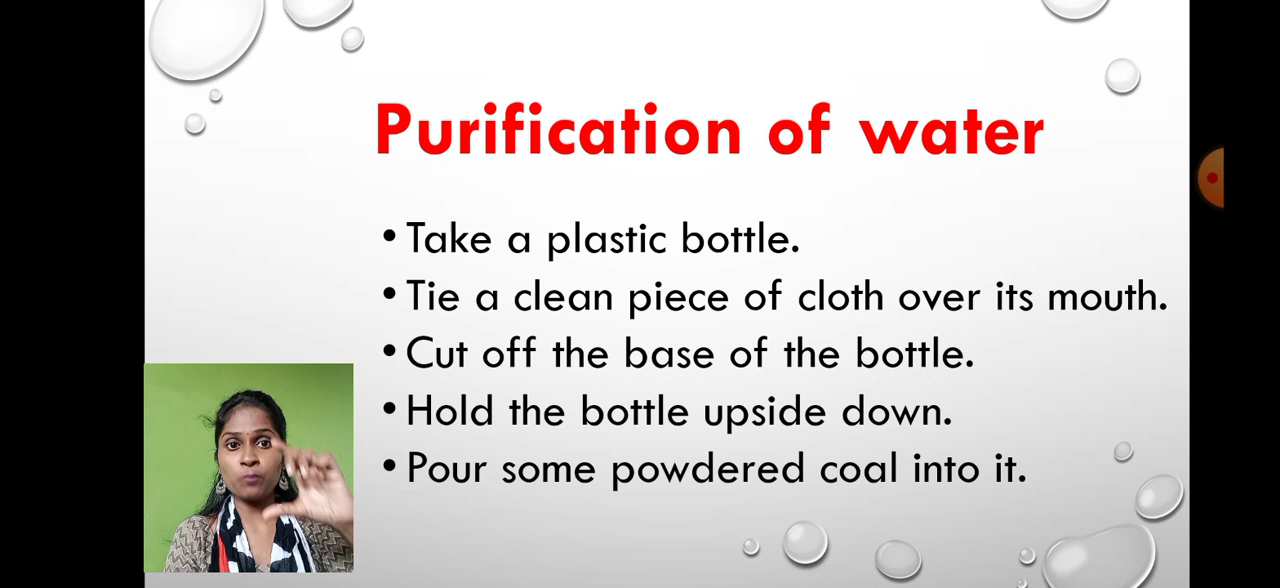 Purification of water
• Take a plastic bottle.
• Tie a clean piece of cloth over its mouth.
• Cut off the base of the bottle.
• Hold the bottle upside down.
• Pour some powdered coal into it.